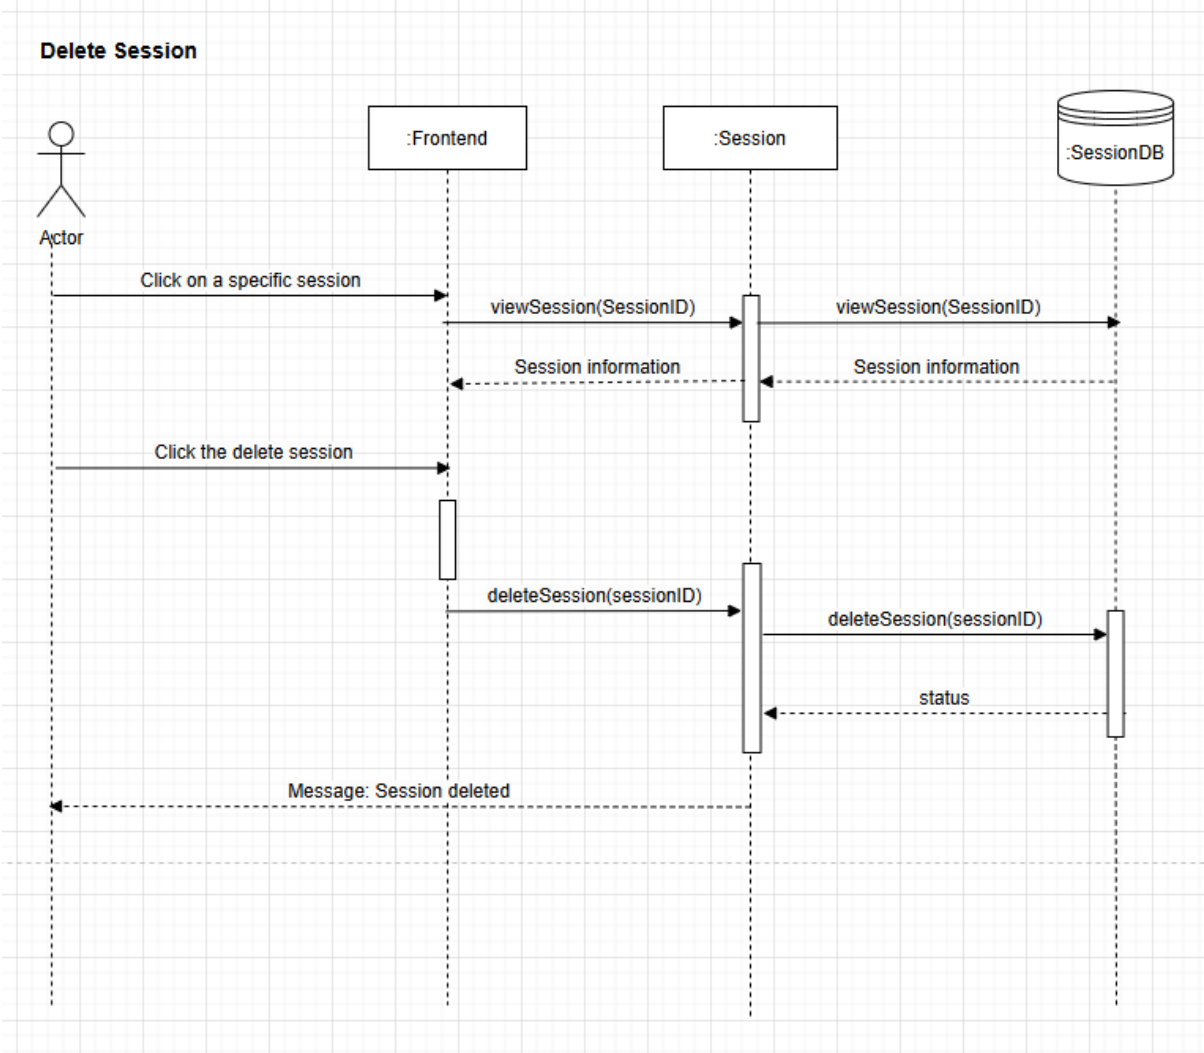 Delete Session
:Frontend
:Session
:SessionDB
Actor
Click on a specific session
viewSession(SessionID)
viewSession(SessionID)
Session information
Session information
Click the delete session
deleteSession(sessionID)
deleteSession(sessionID)
status
Message: Session deleted